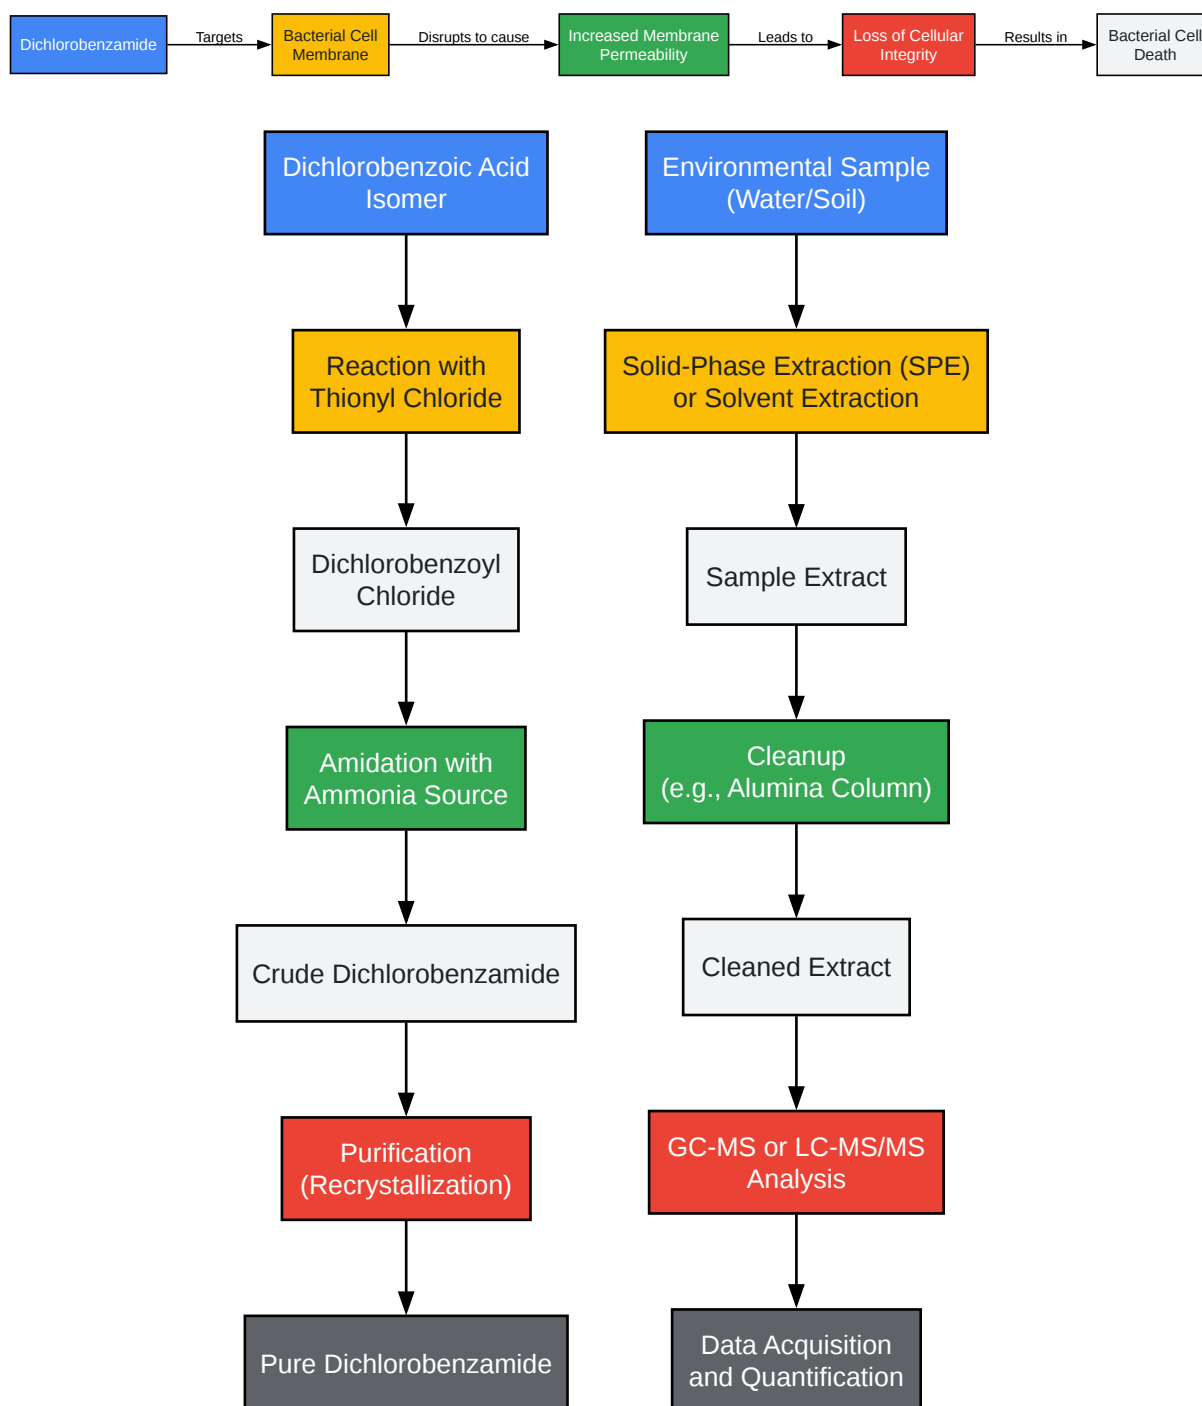 Dichlorobenzamide
Targets
Bacterial Cell
Membrane
Disrupts to cause
Increased Membrane
Permeability
Leads to
Loss of Cellular
Integrity
Results in
Bacterial Cell
Death
Dichlorobenzoic Acid
Isomer
Reaction with
Thionyl Chloride
Dichlorobenzoyl
Chloride
Amidation with
Ammonia Source
Crude Dichlorobenzamide
Purification
(Recrystallization)
Pure Dichlorobenzamide
Environmental Sample
(Water/Soil)
Solid-Phase Extraction (SPE)
or Solvent Extraction
Sample Extract
Cleanup
(e.g., Alumina Column)
Cleaned Extract
GC-MS or LC-MS/MS
Analysis
Data Acquisition
and Quantification